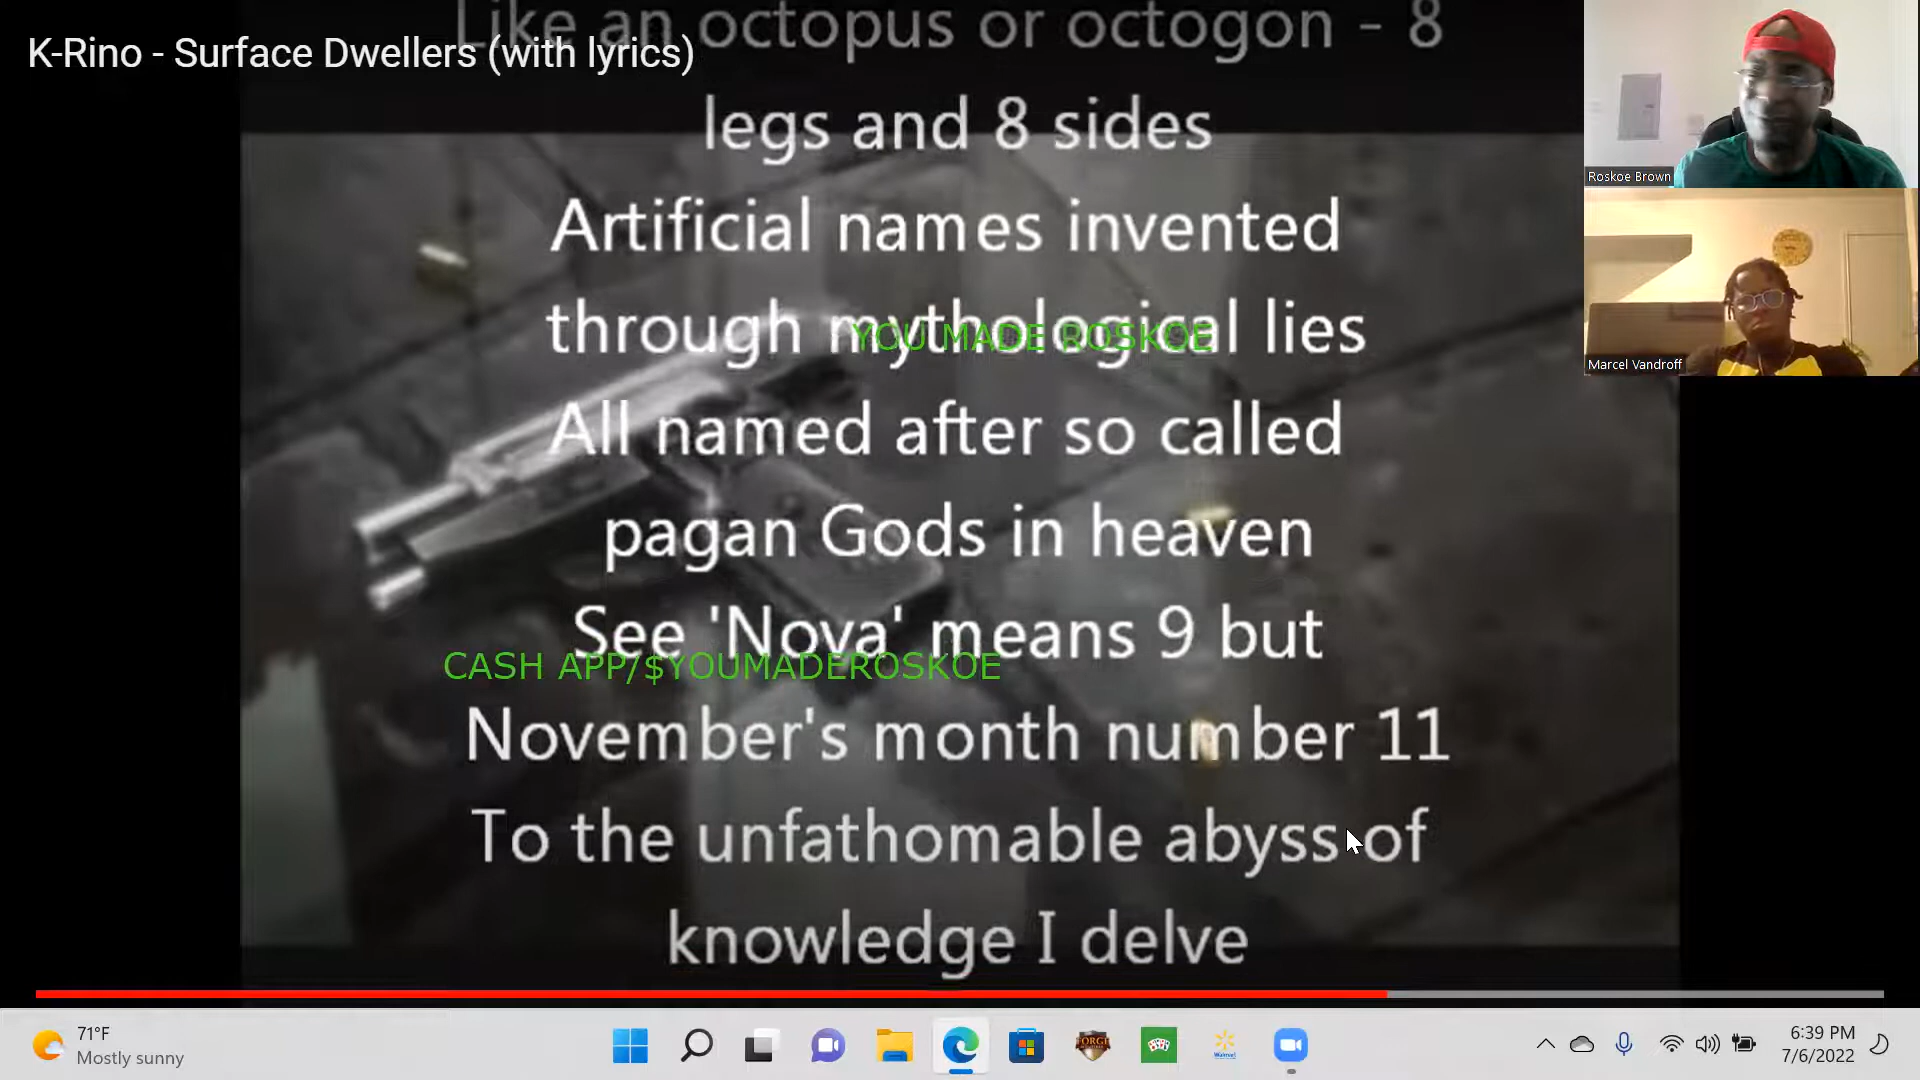 Like an octopus or octogon - 8
K-Rino - Surface Dwellers (with lyrics)
legs and 8 sides
Artificial names invented
through mythological lies
YOU MADE ROSKOE
All named after so called
pagan Gods in heaven
See 'Nova' means 9 but
CASH APP/$YOUMADEROSKOE
November's month number 11
To the unfathomable abyss of
knowledge I delve
Roskoe Brown
Marcel Vandroff
71°F
Mostly sunny
FORGE
Walmart
6:39 PM
7/6/2022